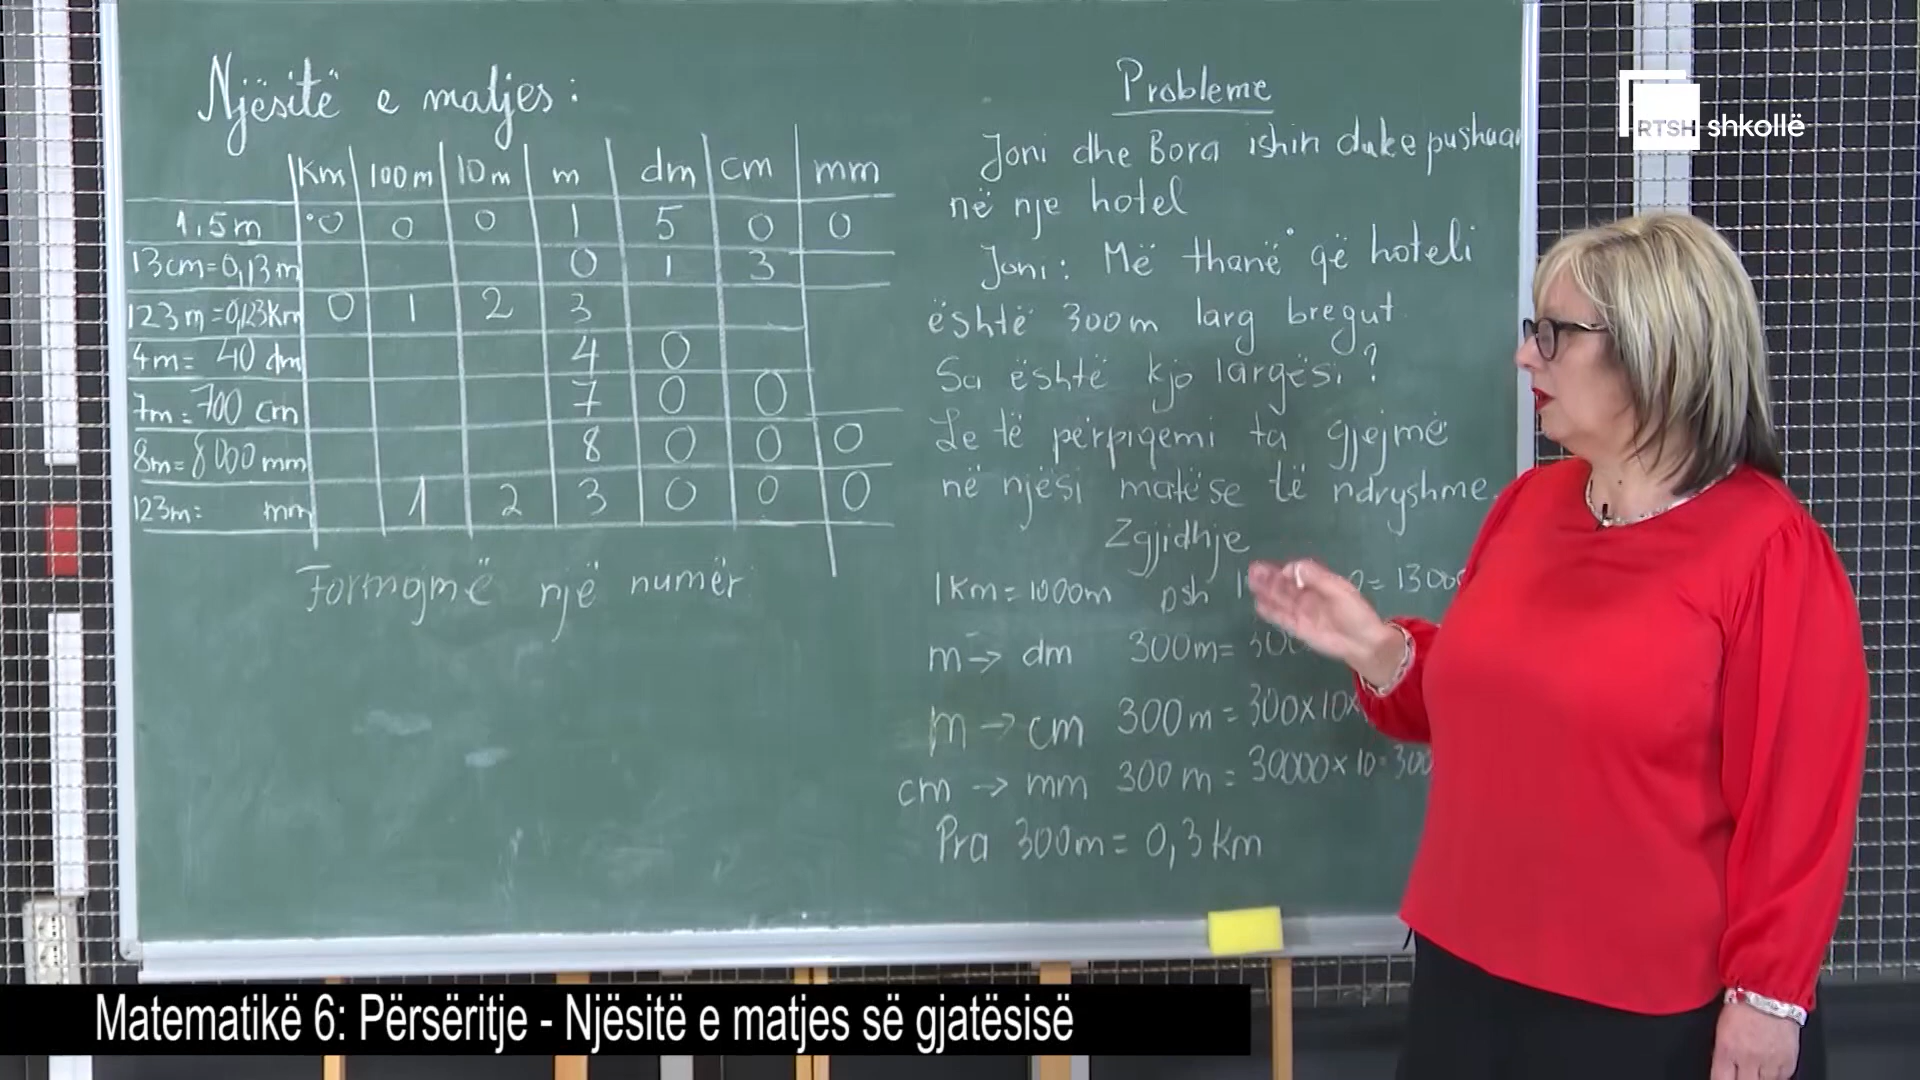 Njësitë e matjes:
Km 100m 10m m dm cm mm
1,5m 0 0 0 1 5 0 0
13cm=0,13m 0 1 3
123m=0,123Km 0 1 2 3
4m= 40 dm 4 0
7m= 700 cm 7 0 0
8m= 8000 mm 8 0 0 0
123m: mm 1 2 3 0 0 0
Formojmë një numër
Probleme
Joni dhe Bora ishin duke pushuar
në nje hotel
Joni: Më thanë që hoteli
është 300m larg bregut
Sa është kjo largësi?
Le të përpiqemi ta gjejmë
në njësi matëse të ndryshme.
Zgjidhje
1Km=1000m psh
m→ dm 300m=
m→ cm 300m = 300x10x
cm → mm 300m = 30000x10=300
Pra 300m= 0,3km
RTSH shkollë
Matematikë 6: Përsëritje - Njësitë e matjes së gjatësisë